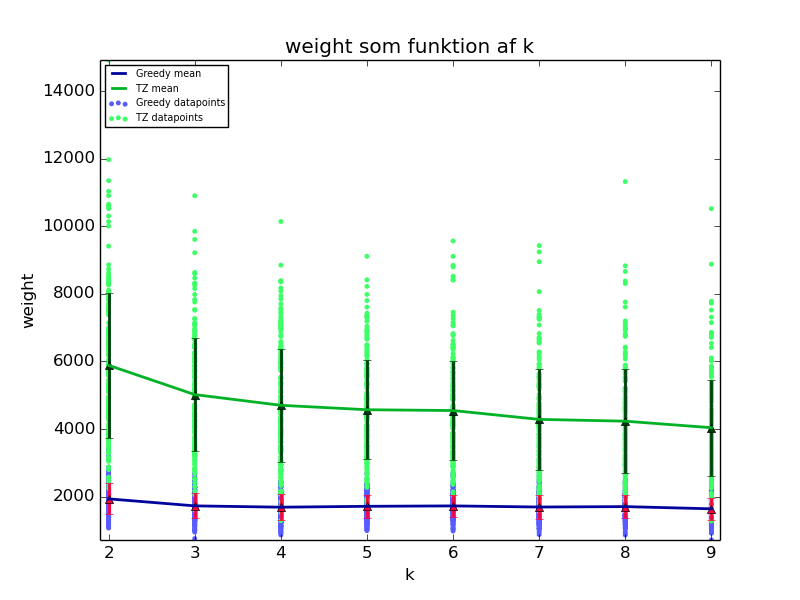 weight som funktion af k
Greedy mean
TZ mean
Greedy datapoints
TZ datapoints
14000
12000
10000
8000
6000
4000
2000
weight
2 3 4 5 6 7 8 9
k